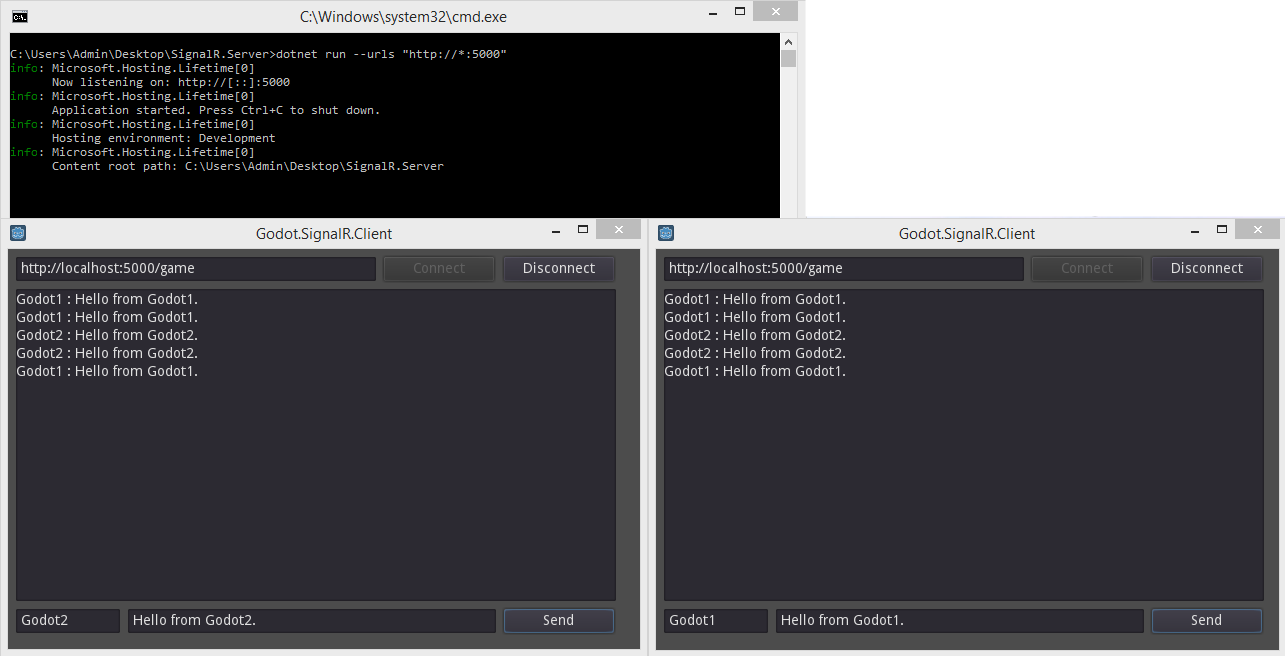 C:\Windows\system32\cmd.exe
C:\Users\Admin\Desktop\SignalR.Server>dotnet run --urls "http://*:5000"
info: Microsoft.Hosting.Lifetime[0]
Now listening on: http://[::]:5000
info: Microsoft.Hosting.Lifetime[0]
Application started. Press Ctrl+C to shut down.
info: Microsoft.Hosting.Lifetime[0]
Hosting environment: Development
info: Microsoft.Hosting.Lifetime[0]
Content root path: C:\Users\Admin\Desktop\SignalR.Server
Godot.SignalR.Client
http://localhost:5000/game Connect Disconnect
Godot1 : Hello from Godot1.
Godot1 : Hello from Godot1.
Godot2 : Hello from Godot2.
Godot2 : Hello from Godot2.
Godot1 : Hello from Godot1.
Godot2 Hello from Godot2. Send
Godot.SignalR.Client
http://localhost:5000/game Connect Disconnect
Godot1 : Hello from Godot1.
Godot1 : Hello from Godot1.
Godot2 : Hello from Godot2.
Godot2 : Hello from Godot2.
Godot1 : Hello from Godot1.
Godot1 Hello from Godot1. Send